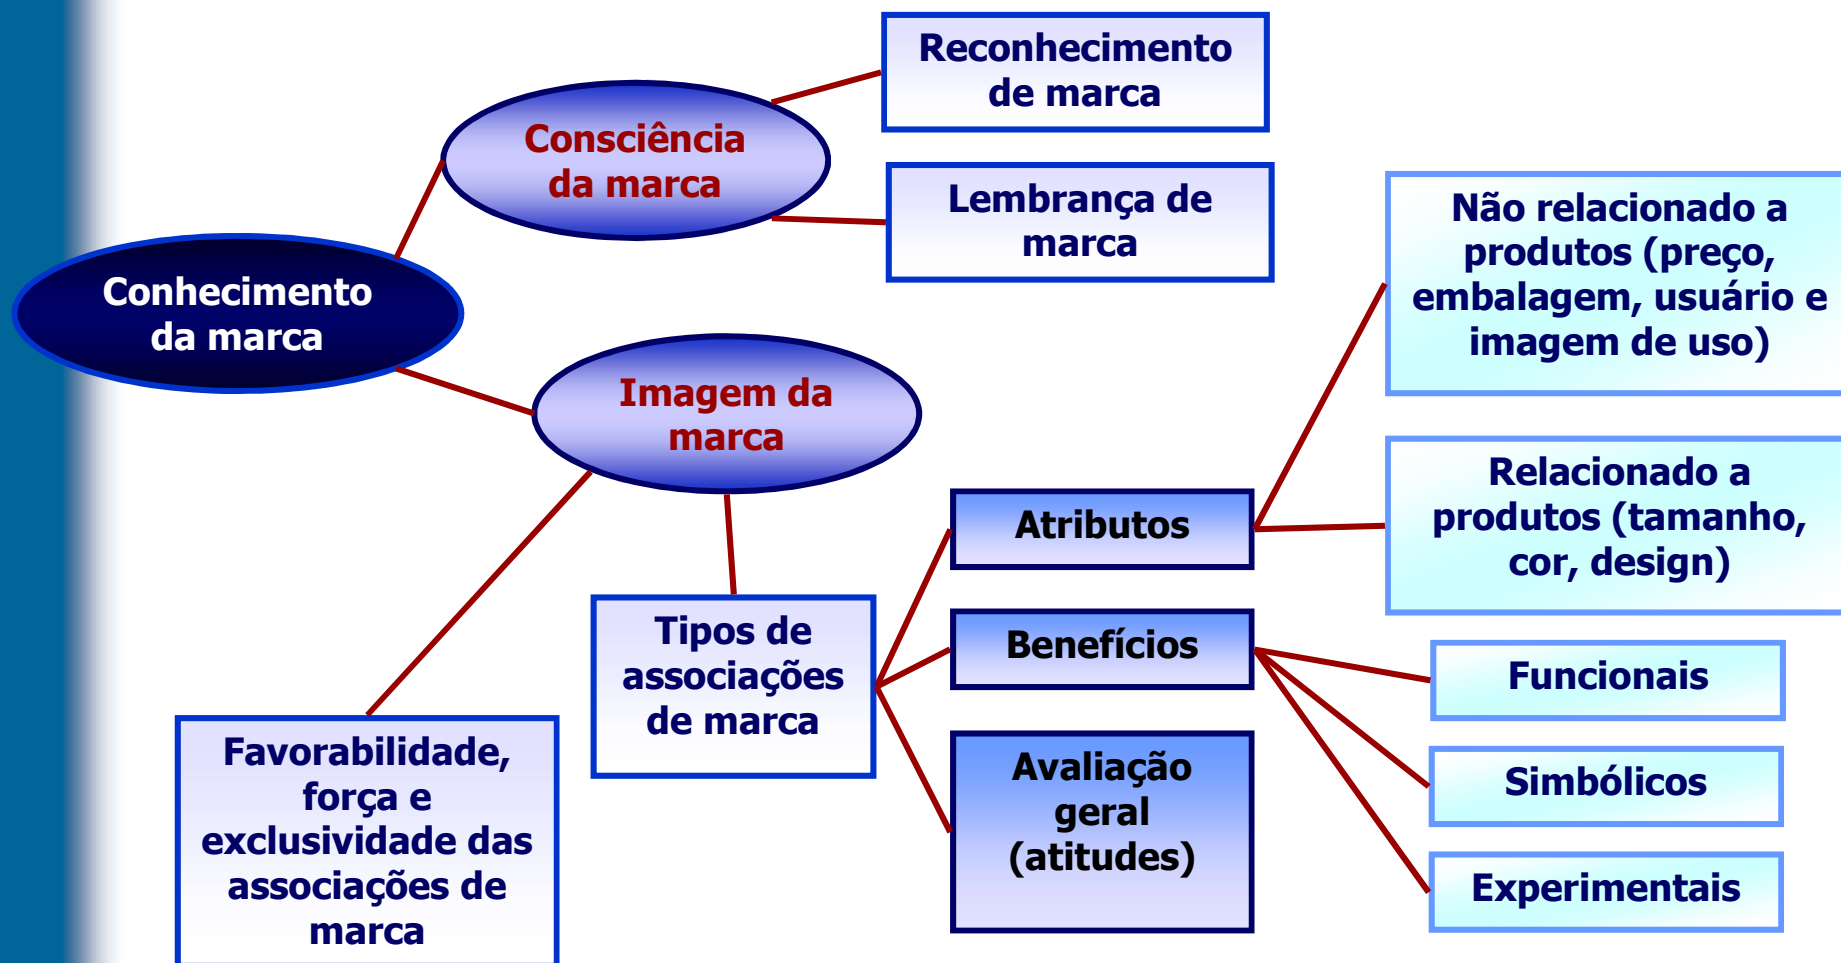 Reconhecimento
de marca
Consciência
da marca
Lembrança de
marca
Conhecimento
da marca
Imagem da
marca
Não relacionado a
produtos (preço,
embalagem, usuário e
imagem de uso)
Relacionado a
produtos (tamanho,
cor, design)
Atributos
Tipos de
associações
de marca
Benefícios
Funcionais
Simbólicos
Experimentais
Avaliação
geral
(atitudes)
Favorabilidade,
força e
exclusividade das
associações de
marca